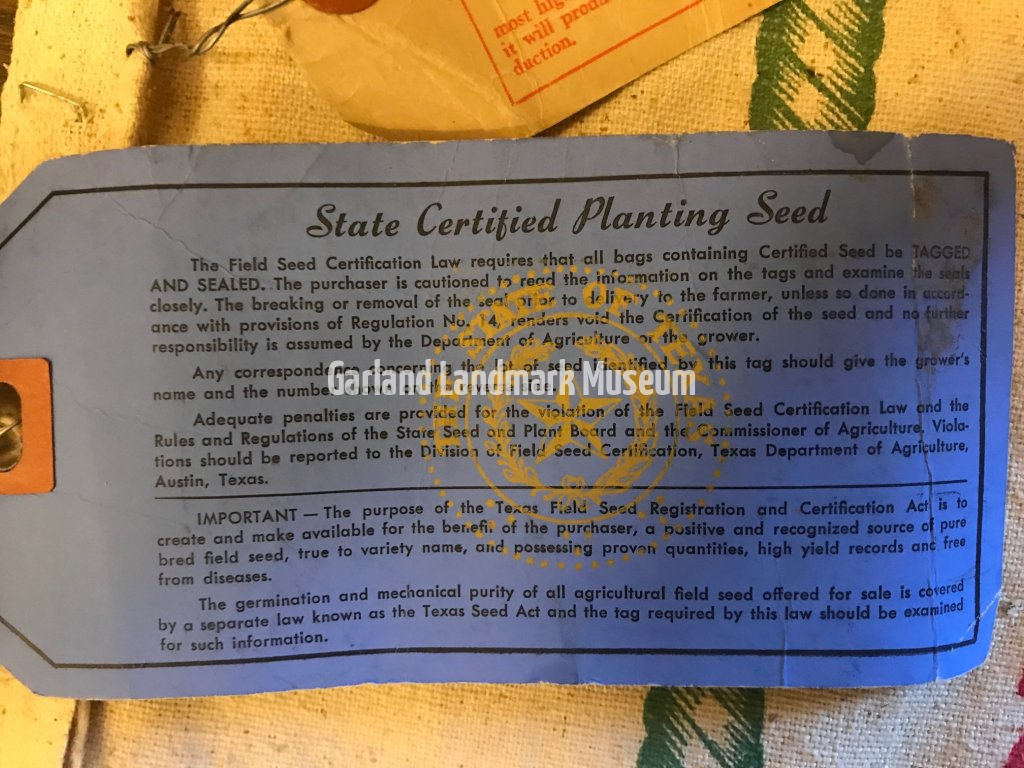 most hig
it will produ
duction.
State Certified Planting Seed
The Field Seed Certification Law requires that all bags containing Certified Seed be TAGGED
AND SEALED. The purchaser is cautioned to read the information on the tags and examine the seals
closely. The breaking or removal of the seal prior to delivery to the farmer, unless so done in accord-
ance with provisions of Regulation No. 14, renders void the Certification of the seed and no further
responsibility is assumed by the Department of Agriculture or the grower.
Any correspondence concerning the lot of seed identified by this tag should give the grower's
name and the number
Garland Landmark Museum
Adequate penalties are provided for the violation of the Field Seed Certification Law and the
Rules and Regulations of the State Seed and Plant Board and the Commissioner of Agriculture. Viola-
tions should be reported to the Division of Field Seed Certification, Texas Department of Agriculture,
Austin, Texas.
IMPORTANT — The purpose of the Texas Field Seed Registration and Certification Act is to
create and make available for the benefit of the purchaser, a positive and recognized source of pure
bred field seed, true to variety name, and possessing proven quantities, high yield records and free
from diseases.
The germination and mechanical purity of all agricultural field seed offered for sale is covered
by a separate law known as the Texas Seed Act and the tag required by this law should be examined
for such information.